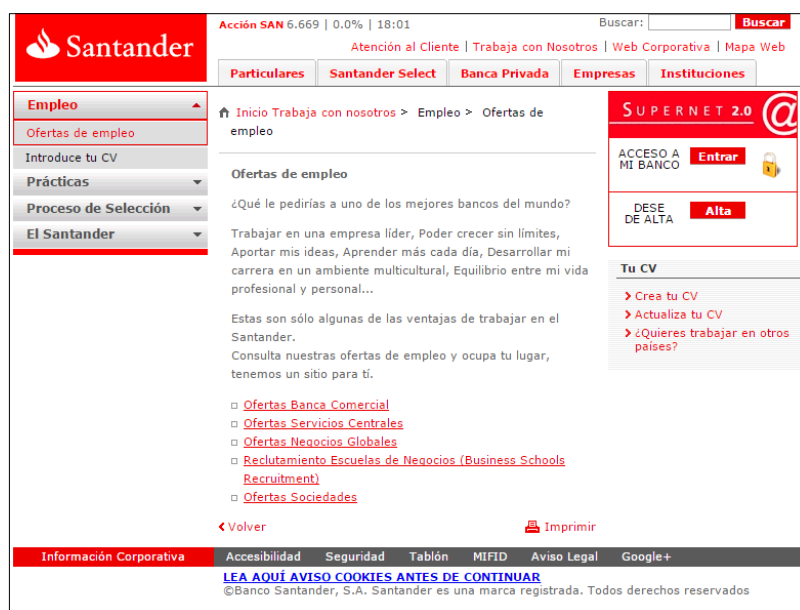 Santander
Acción SAN 6.669 | 0.0% | 18:01
Buscar: Buscar
Atención al Cliente | Trabaja con Nosotros | Web Corporativa | Mapa Web
Particulares Santander Select Banca Privada Empresas Instituciones
Empleo
Ofertas de empleo
Introduce tu CV
Prácticas
Proceso de Selección
El Santander
Inicio Trabaja con nosotros > Empleo > Ofertas de
empleo
Ofertas de empleo
¿Qué le pedirías a uno de los mejores bancos del mundo?
Trabajar en una empresa líder, Poder crecer sin límites,
Aportar mis ideas, Aprender más cada día, Desarrollar mi
carrera en un ambiente multicultural, Equilibrio entre mi vida
profesional y personal...
Estas son sólo algunas de las ventajas de trabajar en el
Santander.
Consulta nuestras ofertas de empleo y ocupa tu lugar,
tenemos un sitio para tí.
Ofertas Banca Comercial
Ofertas Servicios Centrales
Ofertas Negocios Globales
Reclutamiento Escuelas de Negocios (Business Schools
Recruitment)
Ofertas Sociedades
Volver
Imprimir
SUPERNET 2.0 @
ACCESO A
MI BANCO
Entrar
DESE
DE ALTA
Alta
Tu CV
Crea tu CV
Actualiza tu CV
¿Quieres trabajar en otros
países?
Información Corporativa Accesibilidad Seguridad Tablón MIFID Aviso Legal Google+
LEA AQUÍ AVISO COOKIES ANTES DE CONTINUAR
©Banco Santander, S.A. Santander es una marca registrada. Todos derechos reservados